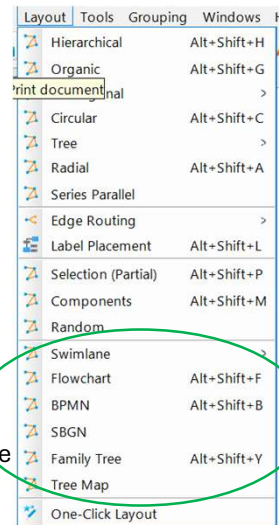 Layout Tools Grouping Windows
Hierarchical Alt+Shift+H
Organic Alt+Shift+G
Print document nal >
Circular Alt+Shift+C
Tree >
Radial Alt+Shift+A
Series Parallel
Edge Routing >
Label Placement Alt+Shift+L
Selection (Partial) Alt+Shift+P
Components Alt+Shift+M
Random
Swimlane >
Flowchart Alt+Shift+F
BPMN Alt+Shift+B
SBGN
e Family Tree Alt+Shift+Y
Tree Map
One-Click Layout